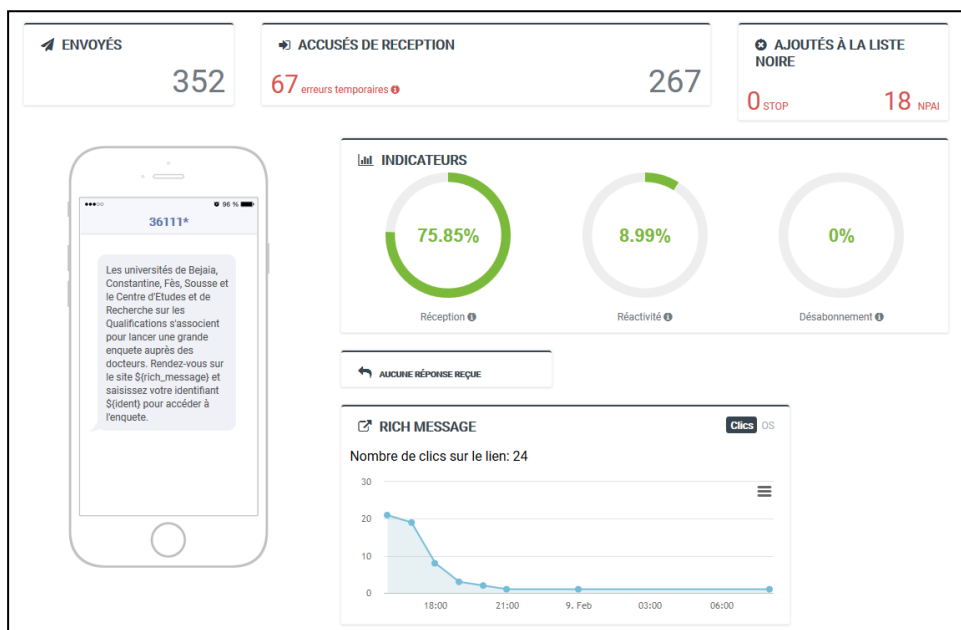 ENVOYÉS
352
ACCUSÉS DE RECEPTION
67 erreurs temporaires
267
AJOUTÉS À LA LISTE
NOIRE
0 STOP
18 NPAI
96 %
36111*
Les universités de Bejaia,
Constantine, Fès, Sousse et
le Centre d'Etudes et de
Recherche sur les
Qualifications s'associent
pour lancer une grande
enquete auprès des
docteurs. Rendez-vous sur
le site ${rich_message} et
saisissez votre identifiant
${ident} pour accéder à
l'enquete.
INDICATEURS
75.85%
8.99%
0%
Réception
Réactivité
Désabonnement
AUCUNE RÉPONSE REÇUE
RICH MESSAGE
Clics OS
Nombre de clics sur le lien: 24
30
20
10
0
18:00
21:00
9. Feb
03:00
06:00